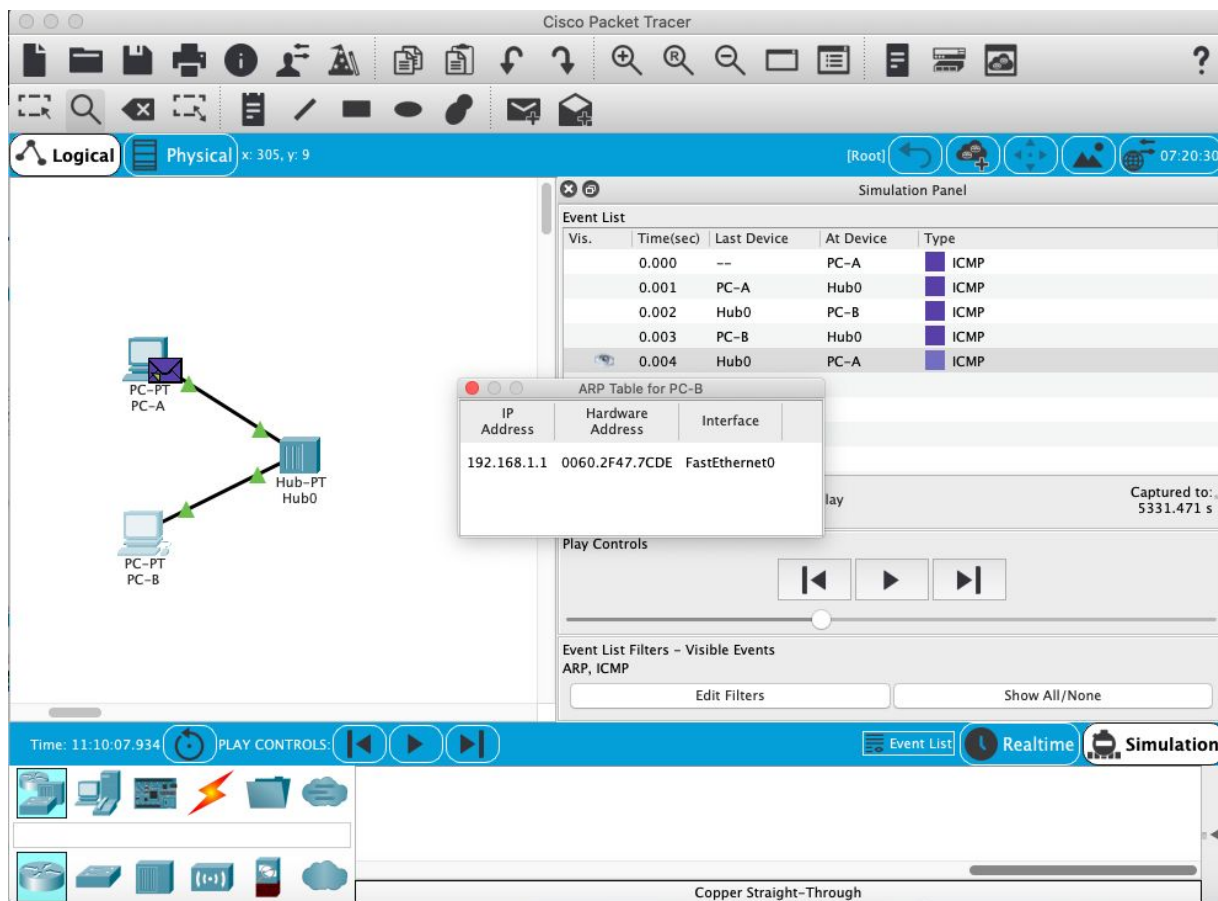 Cisco Packet Tracer
?
Logical Physical x: 305, y: 9 [Root] 07:20:30
Simulation Panel
Event List
Vis. Time(sec) Last Device At Device Type
0.000 -- PC-A ICMP
0.001 PC-A Hub0 ICMP
0.002 Hub0 PC-B ICMP
0.003 PC-B Hub0 ICMP
0.004 Hub0 PC-A ICMP
PC-PT
PC-A
Hub-PT
Hub0
PC-PT
PC-B
ARP Table for PC-B
IP Address Hardware Address Interface
192.168.1.1 0060.2F47.7CDE FastEthernet0
Captured to:
5331.471 s
Play Controls
Event List Filters - Visible Events
ARP, ICMP
Edit Filters Show All/None
Time: 11:10:07.934 PLAY CONTROLS: Event List Realtime Simulation
Copper Straight-Through